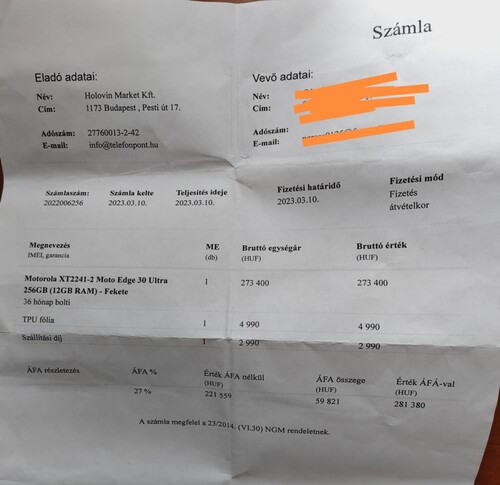 Számla
Eladó adatai:
Név: Holovin Market Kft.
Cím: 1173 Budapest , Pesti út 17.
Adószám: 27760013-2-42
E-mail: info@telefonpont.hu
Vevő adatai:
Név:
Cím:
Adószám:
E-mail:
Számlaszám: Számla kelte Teljesítés ideje Fizetési határidő Fizetési mód
2022006256 2023.03.10. 2023.03.10. 2023.03.10. Fizetés
átvételkor
Megnevezés ME Bruttó egységár Bruttó érték
IMEI, garancia (db) (HUF) (HUF)
Motorola XT2241-2 Moto Edge 30 Ultra 1 273 400 273 400
256GB (12GB RAM) - Fekete
36 hónap bolti
TPU fólia 1 4 990 4 990
Szállítási díj 1 2 990 2 990
ÁFA részletezés ÁFA % Érték ÁFA nélkül ÁFA összege Érték ÁFÁ-val
(HUF) (HUF) (HUF)
27 % 221 559 59 821 281 380
A számla megfelel a 23/2014, (VI.30) NGM rendeletnek.